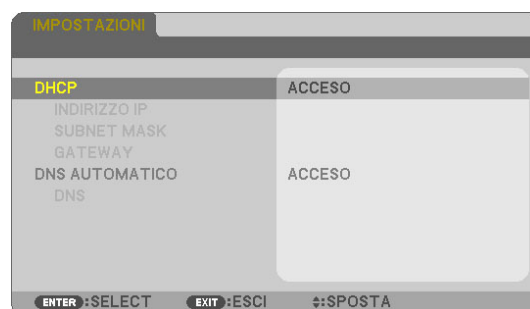 IMPOSTAZIONI
DHCP ACCESO
INDIRIZZO IP
SUBNET MASK
GATEWAY
DNS AUTOMATICO ACCESO
DNS
ENTER :SELECT EXIT :ESCI :SPOSTA